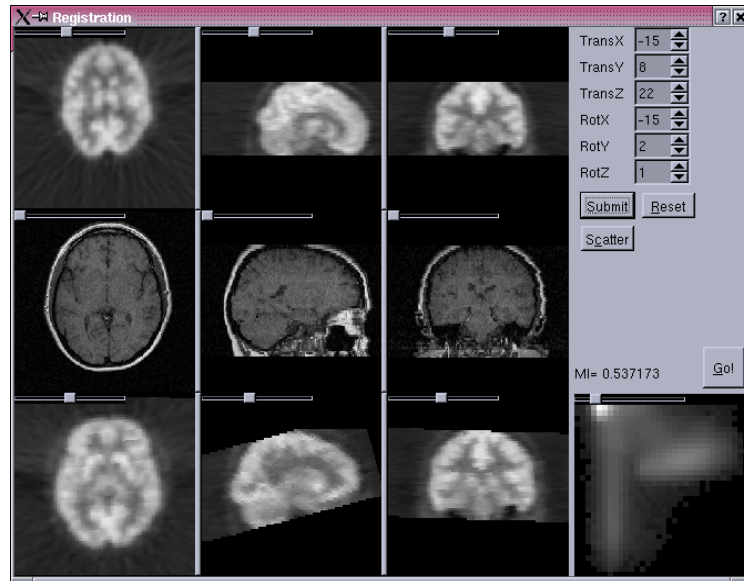 Registration
TransX -15
TransY 8
TransZ 22
RotX -15
RotY 2
RotZ 1
Submit Reset
Scatter
MI= 0.537173
Go!